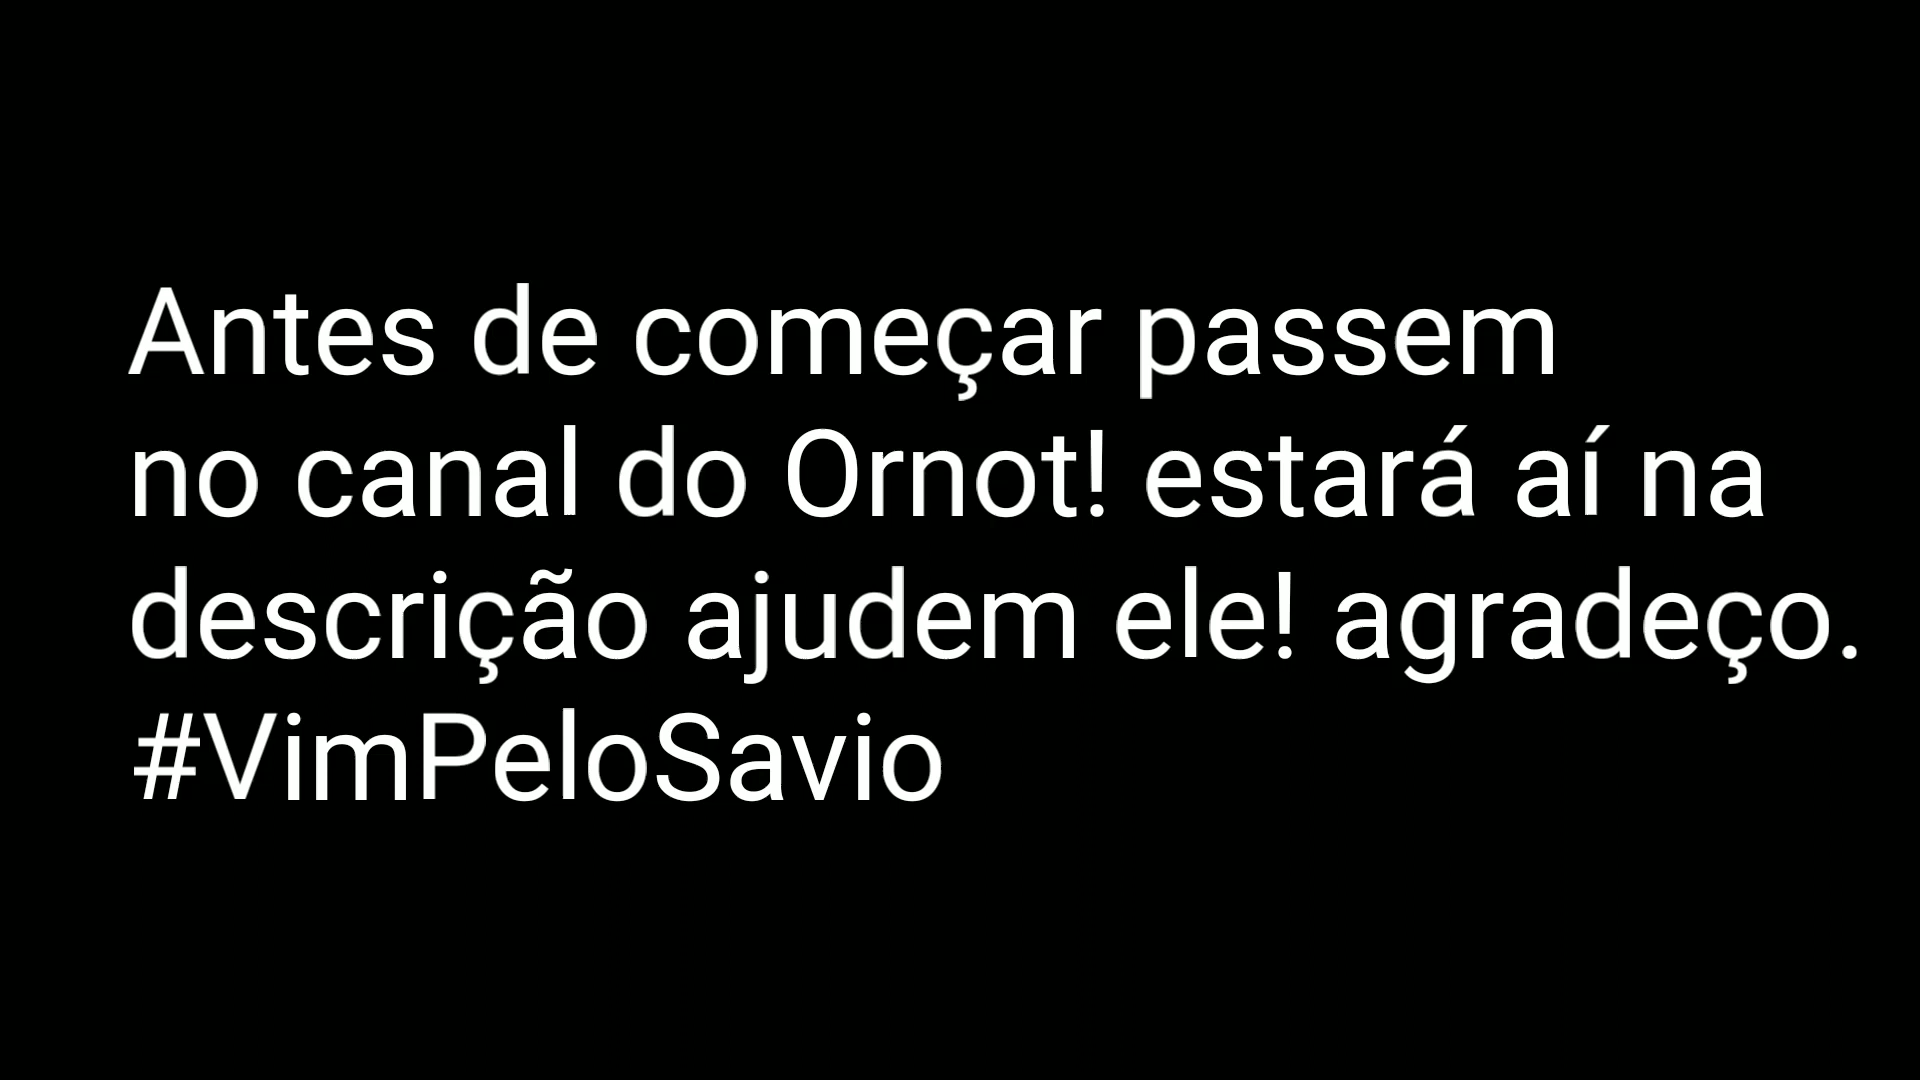 Antes de começar passem
no canal do Ornot! estará aí na
descrição ajudem ele! agradeço.
#VimPeloSavio